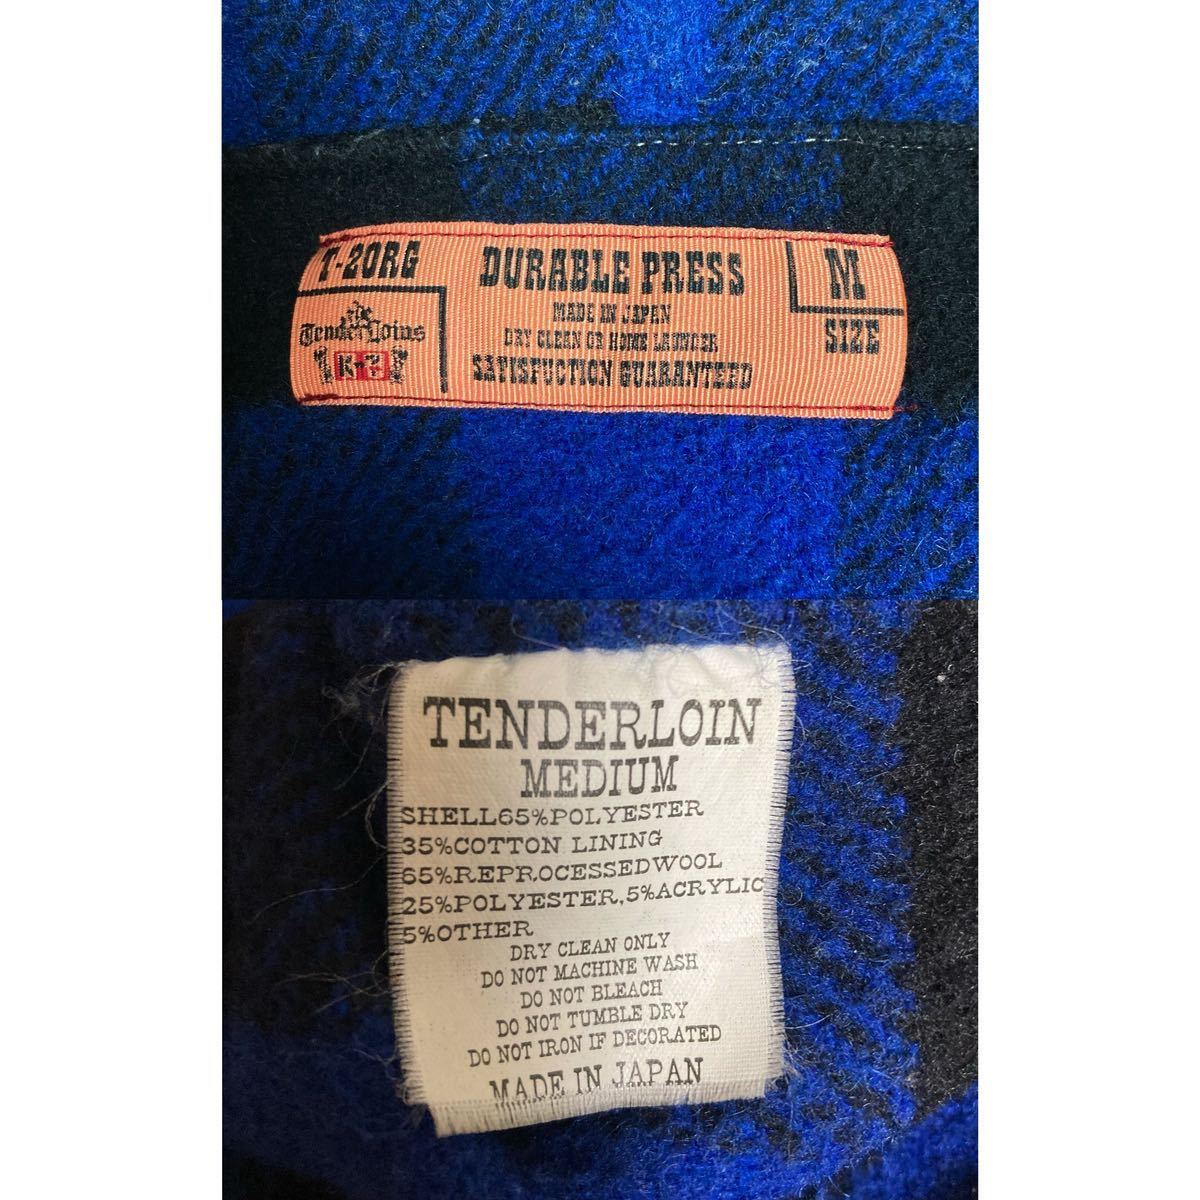 T-20RG
Tenderloins
DURABLE PRESS
MADE IN JAPAN
DRY CLEAN OR HOME LAUNDER
SATISFUCTION GUARANTEED
M
SIZE
TENDERLOIN
MEDIUM
SHELL65%POLYESTER
35%COTTON LINING
65%REPROCESSEDWOOL
25%POLYESTER,5%ACRYLIC
5%OTHER
DRY CLEAN ONLY
DO NOT MACHINE WASH
DO NOT BLEACH
DO NOT TUMBLE DRY
DO NOT IRON IF DECORATED
MADE IN JAPAN